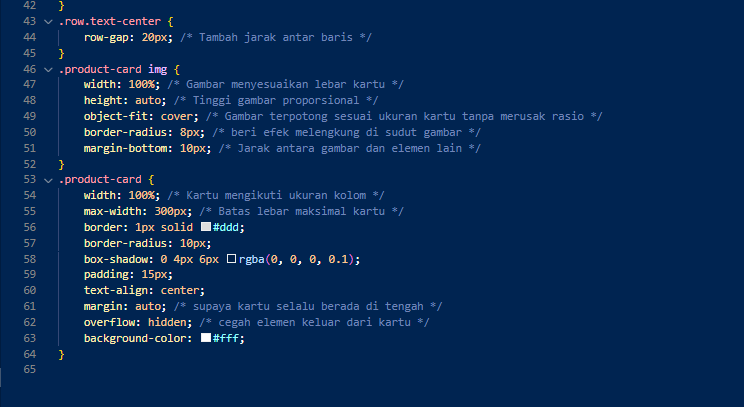 42 }
43 .row.text-center {
44 row-gap: 20px; /* Tambah jarak antar baris */
45 }
46 .product-card img {
47 width: 100%; /* Gambar menyesuaikan lebar kartu */
48 height: auto; /* Tinggi gambar proporsional */
49 object-fit: cover; /* Gambar terpotong sesuai ukuran kartu tanpa merusak rasio */
50 border-radius: 8px; /* beri efek melengkung di sudut gambar */
51 margin-bottom: 10px; /* Jarak antara gambar dan elemen lain */
52 }
53 .product-card {
54 width: 100%; /* Kartu mengikuti ukuran kolom */
55 max-width: 300px; /* Batas lebar maksimal kartu */
56 border: 1px solid #ddd;
57 border-radius: 10px;
58 box-shadow: 0 4px 6px rgba(0, 0, 0, 0.1);
59 padding: 15px;
60 text-align: center;
61 margin: auto; /* supaya kartu selalu berada di tengah */
62 overflow: hidden; /* cegah elemen keluar dari kartu */
63 background-color: #fff;
64 }
65